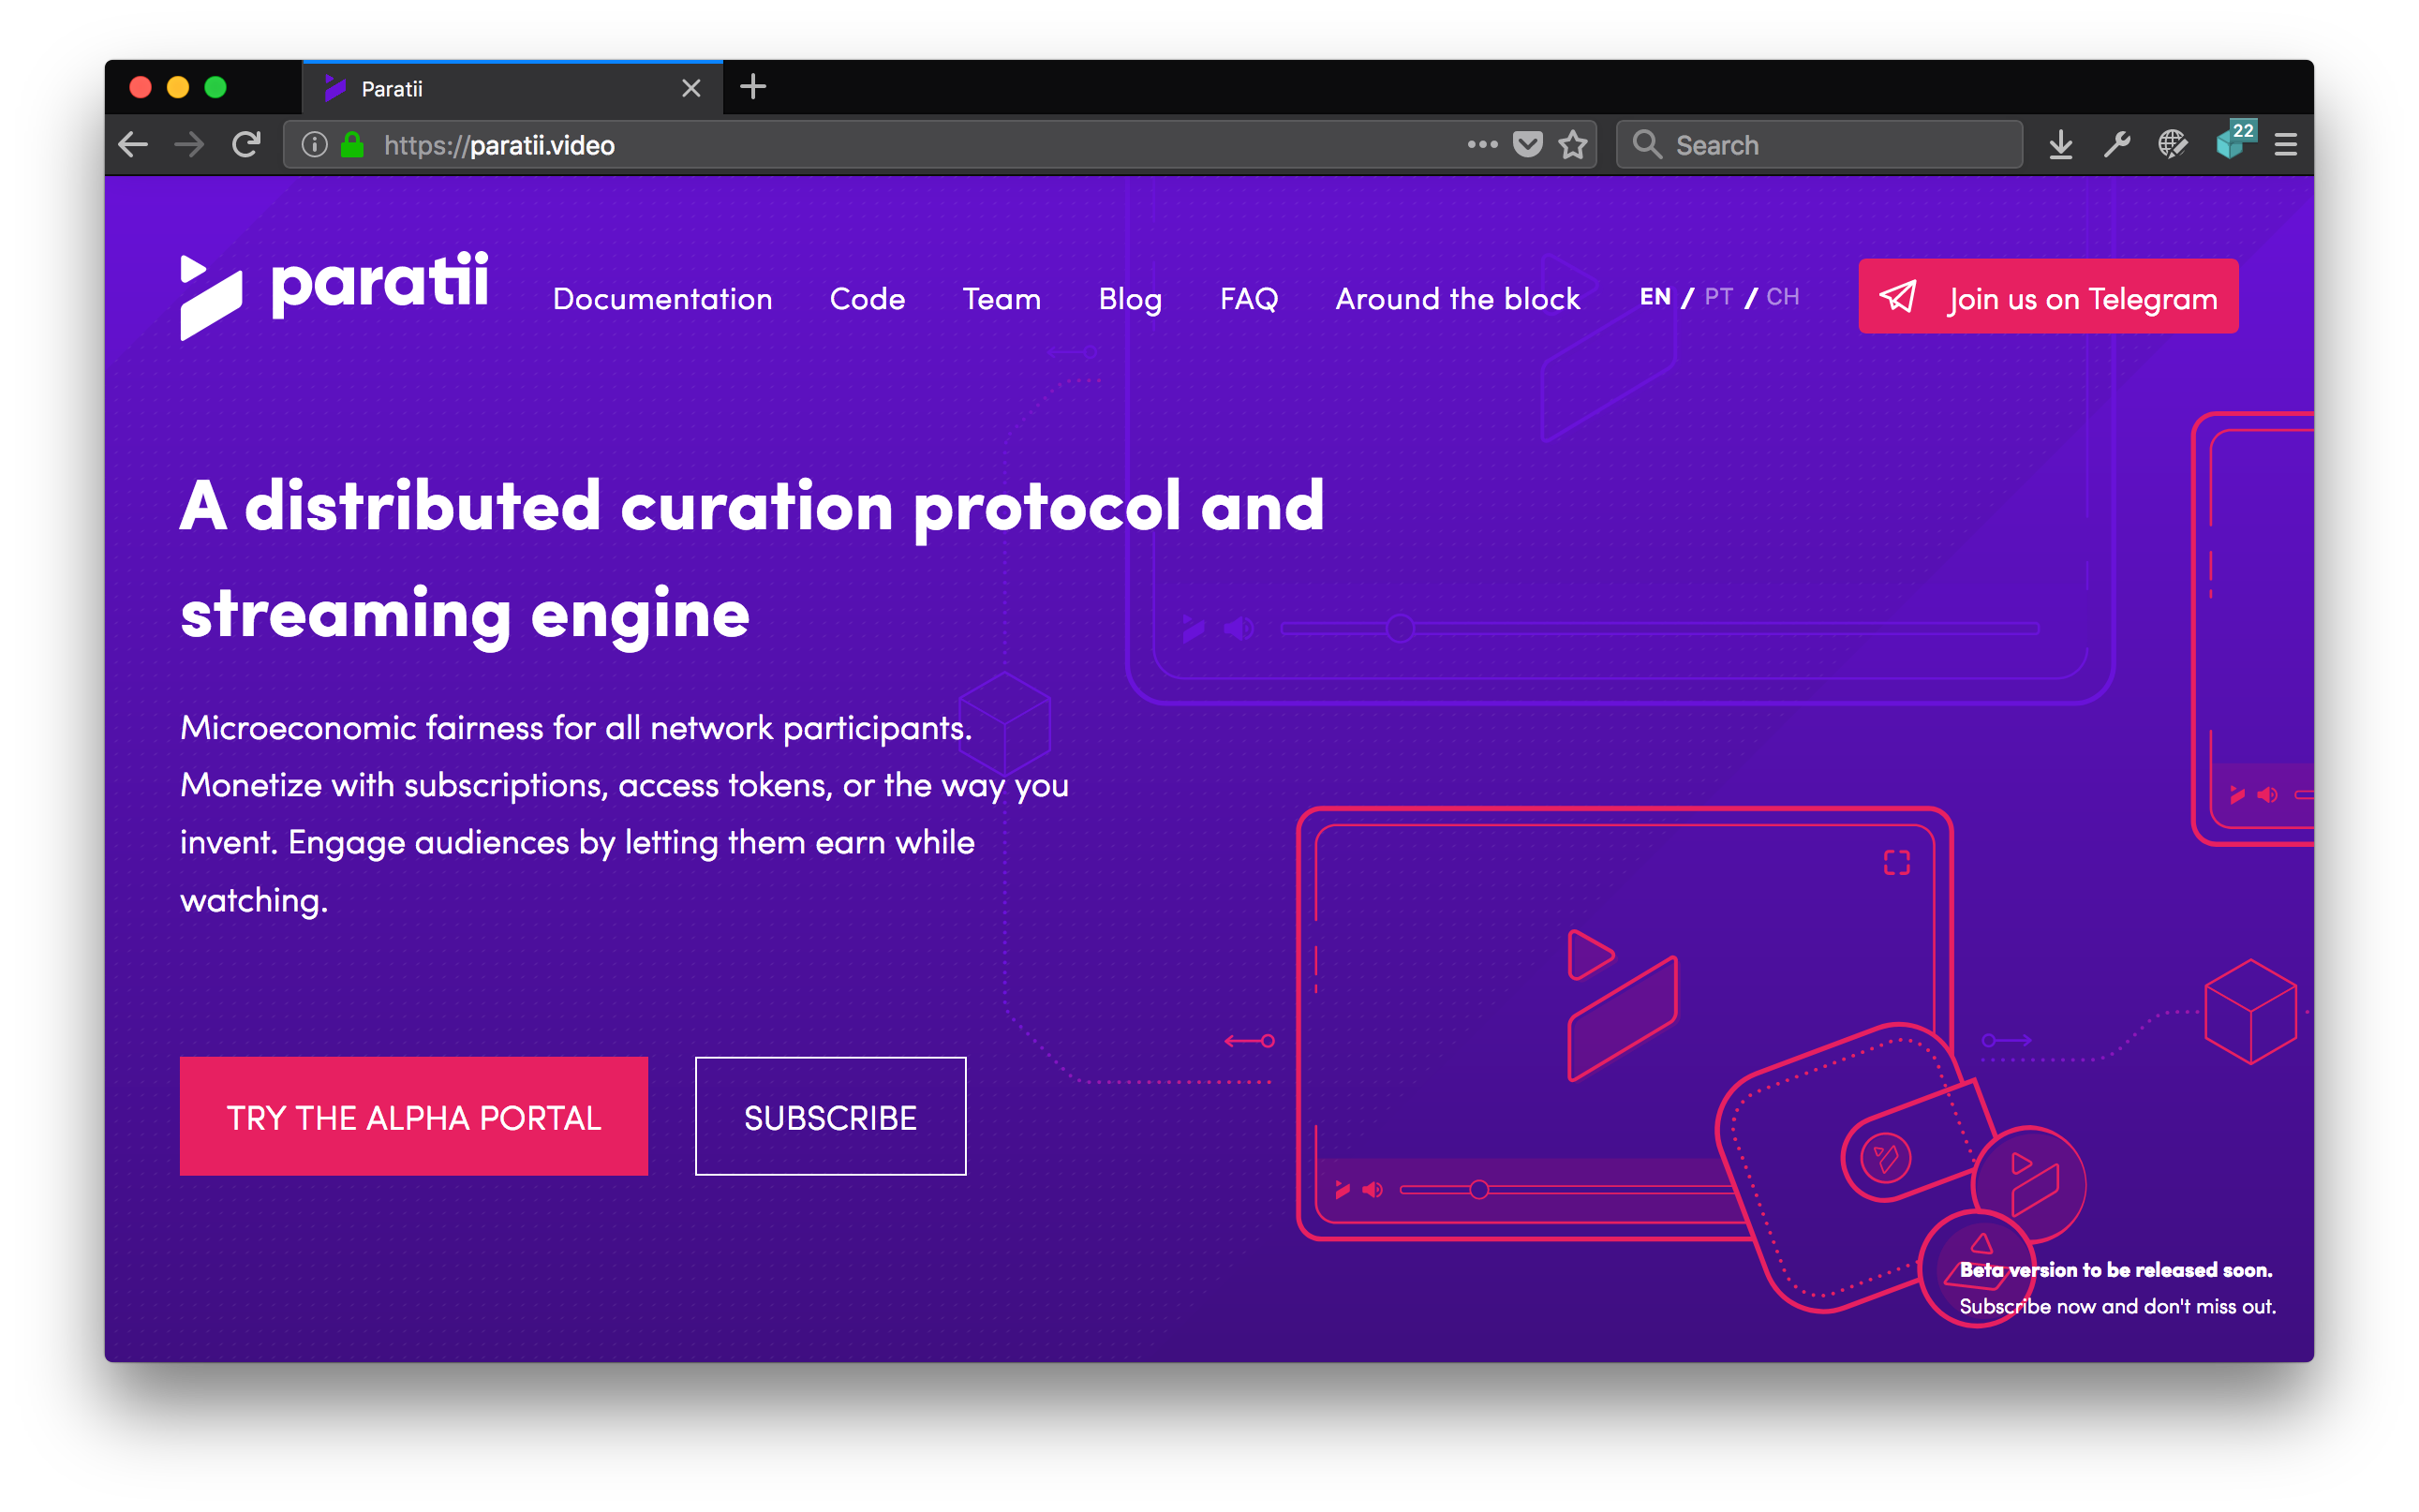 Paratii
https://paratii.video
Search
22
paratii
Documentation Code Team Blog FAQ Around the block EN / PT / CH Join us on Telegram
A distributed curation protocol and
streaming engine
Microeconomic fairness for all network participants.
Monetize with subscriptions, access tokens, or the way you
invent. Engage audiences by letting them earn while
watching.
TRY THE ALPHA PORTAL SUBSCRIBE
Beta version to be released soon.
Subscribe now and don't miss out.